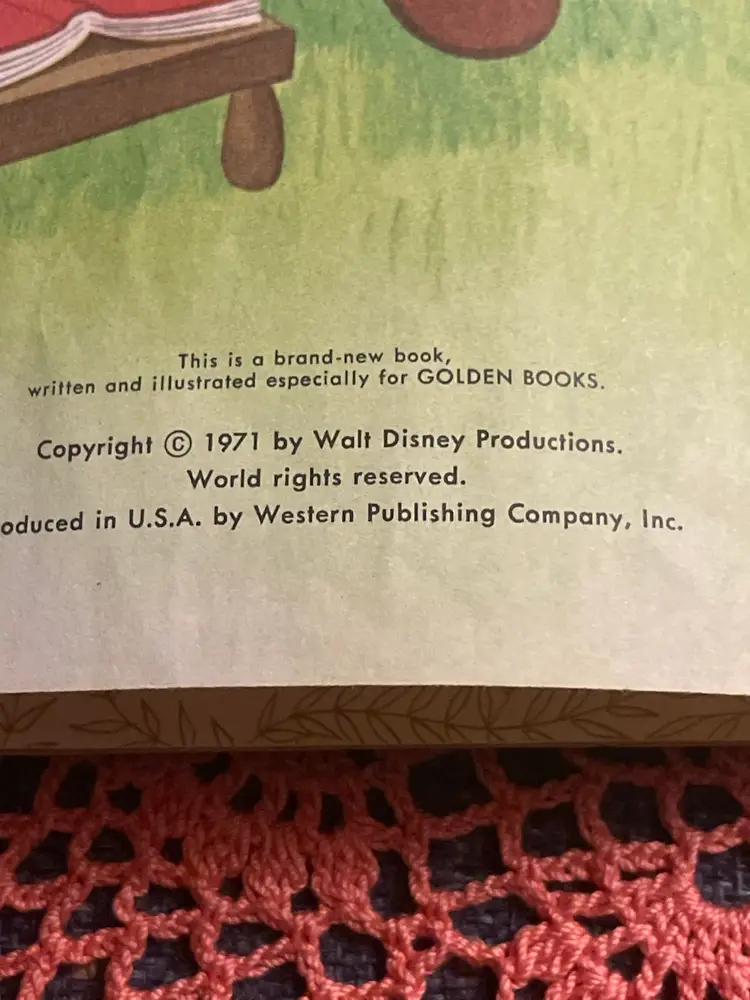 This is a brand-new book,
written and illustrated especially for GOLDEN BOOKS.
Copyright © 1971 by Walt Disney Productions.
World rights reserved.
oduced in U.S.A. by Western Publishing Company, Inc.